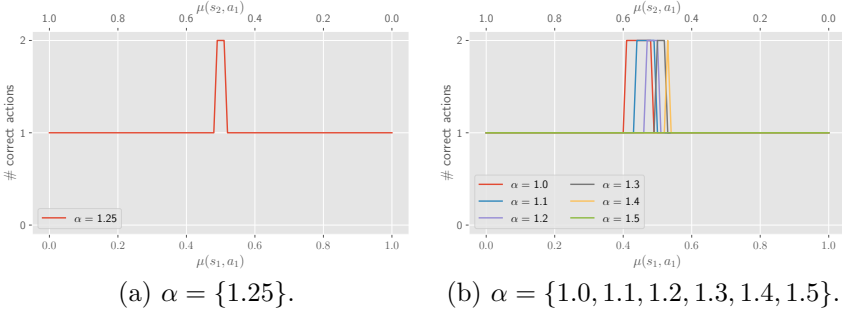 μ(s₂, a₁)
1.0 0.8 0.6 0.4 0.2 0.0
2
1
0
# correct actions
α = 1.25
0.0 0.2 0.4 0.6 0.8 1.0
μ(s₁, a₁)
(a) α = {1.25}.
μ(s₂, a₁)
1.0 0.8 0.6 0.4 0.2 0.0
2
1
0
# correct actions
α = 1.0 α = 1.3
α = 1.1 α = 1.4
α = 1.2 α = 1.5
0.0 0.2 0.4 0.6 0.8 1.0
μ(s₁, a₁)
(b) α = {1.0, 1.1, 1.2, 1.3, 1.4, 1.5}.